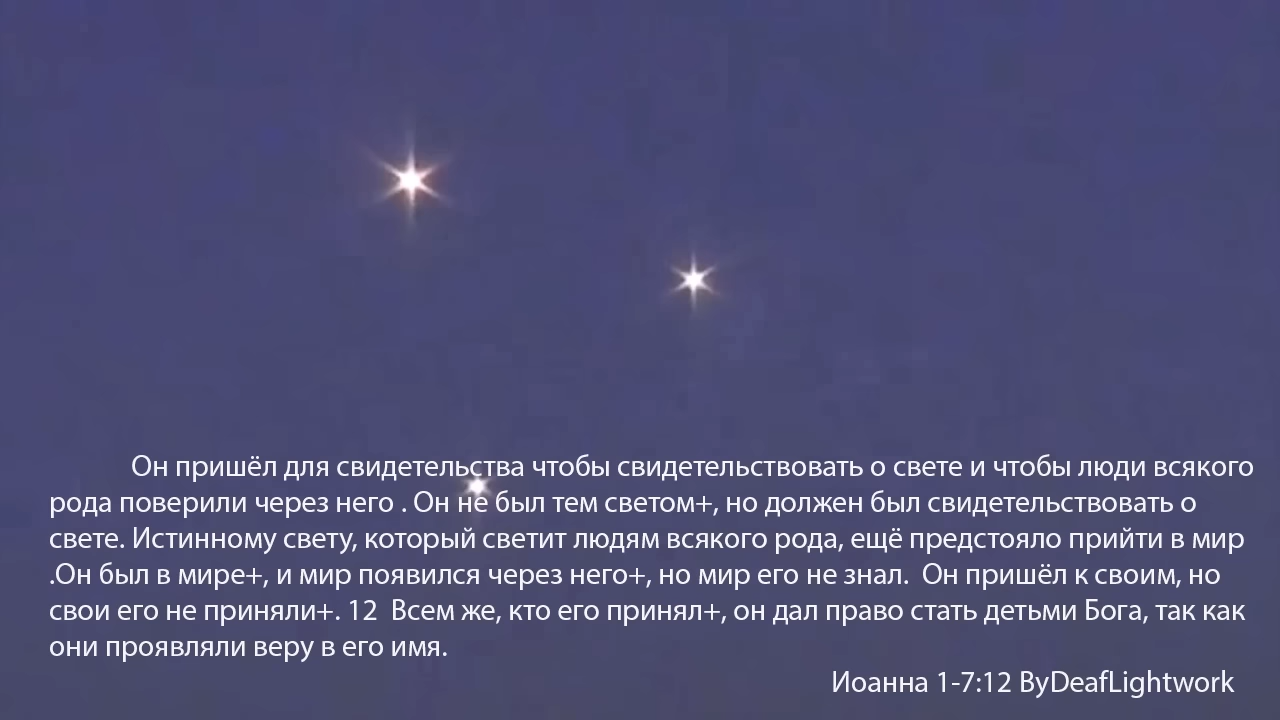 Он пришёл для свидетельства чтобы свидетельствовать о свете и чтобы люди всякого
рода поверили через него . Он не был тем светом+, но должен был свидетельствовать о
свете. Истинному свету, который светит людям всякого рода, ещё предстояло прийти в мир
.Он был в мире+, и мир появился через него+, но мир его не знал.  Он пришёл к своим, но
свои его не приняли+. 12  Всем же, кто его принял+, он дал право стать детьми Бога, так как
они проявляли веру в его имя.
Иоанна 1-7:12 ByDeafLightwork